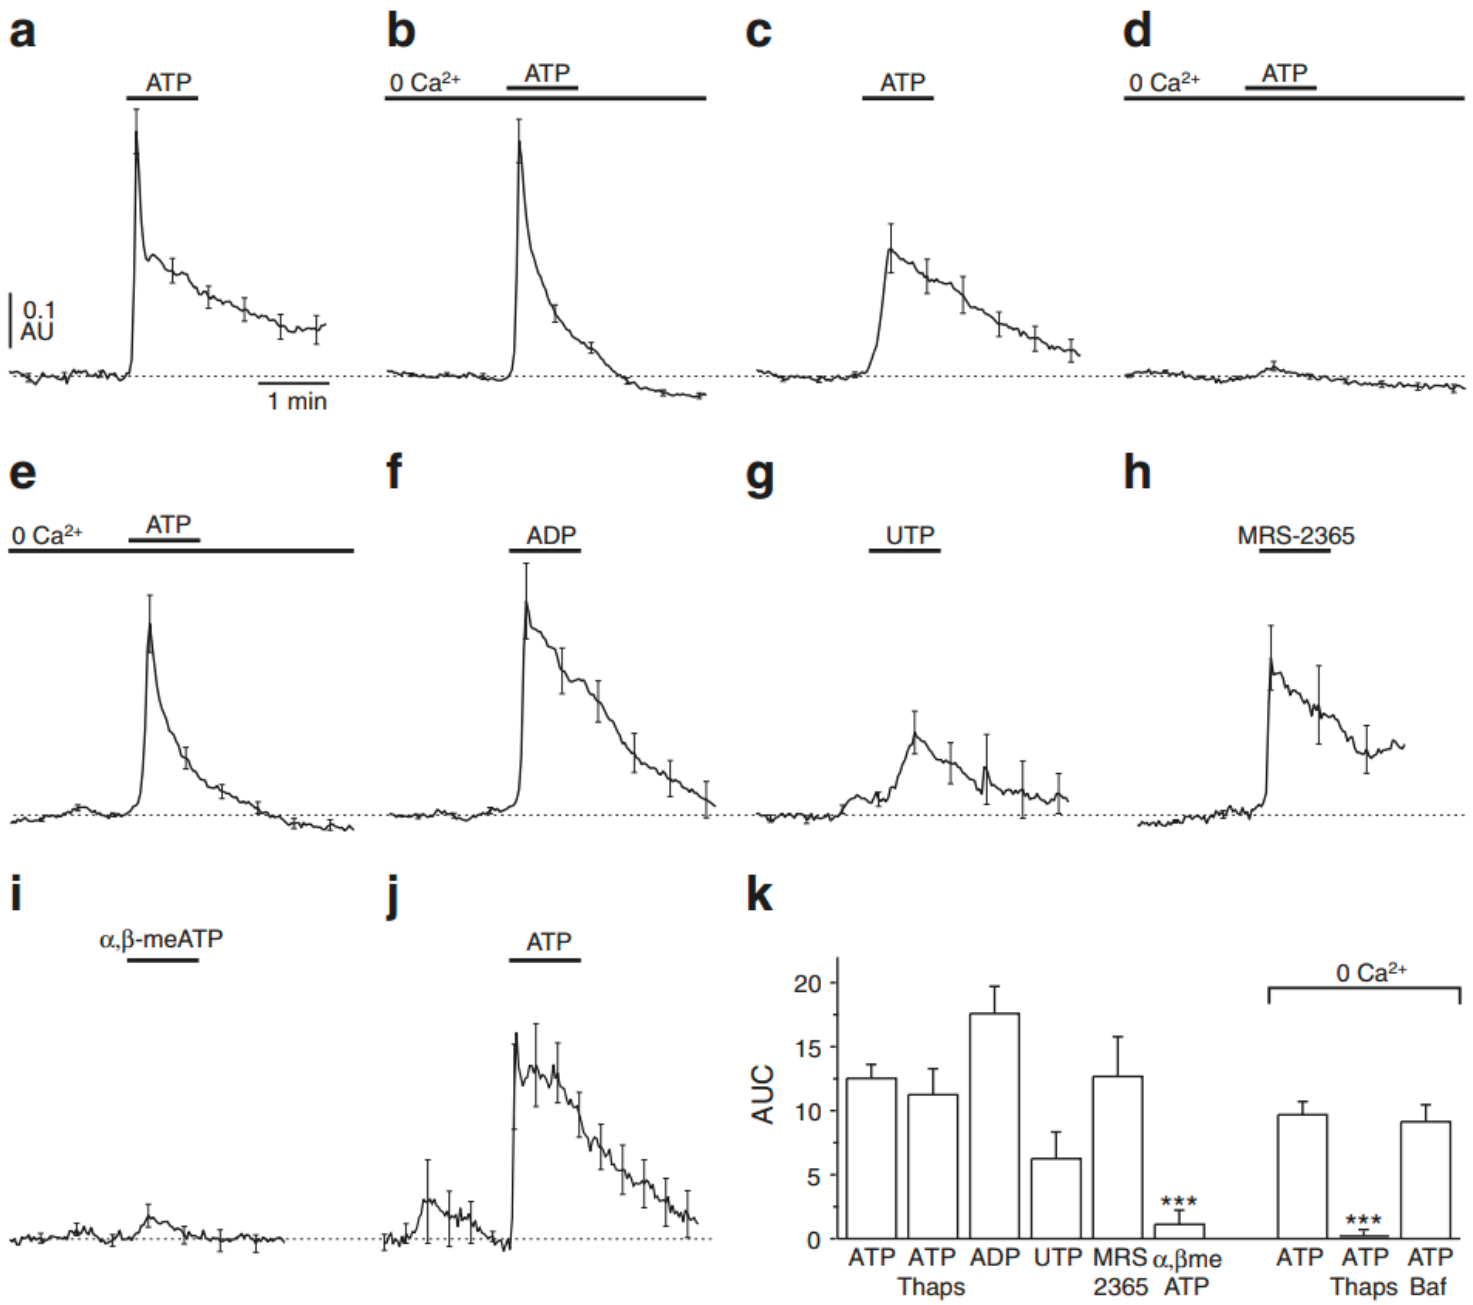 a
b
c
d
ATP
0 Ca²⁺
ATP
ATP
0 Ca²⁺
ATP
0.1
AU
1 min
e
f
g
h
0 Ca²⁺
ATP
ADP
UTP
MRS-2365
i
j
k
α,β-meATP
ATP
0 Ca²⁺
AUC
20
15
10
5
0
***
***
ATP
ATP
Thaps
ADP
UTP
MRS
2365
α,βme
ATP
ATP
ATP
Thaps
ATP
Baf